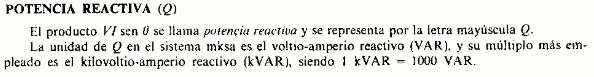 POTENCIA REACTIVA (Q)
El producto VI sen θ se llama potencia reactiva y se representa por la letra mayúscula Q.
La unidad de Q en el sistema mksa es el voltio-amperio reactivo (VAR), y su múltiplo más em-
pleado es el kilovoltio-amperio reactivo (kVAR), siendo 1 kVAR = 1000 VAR.